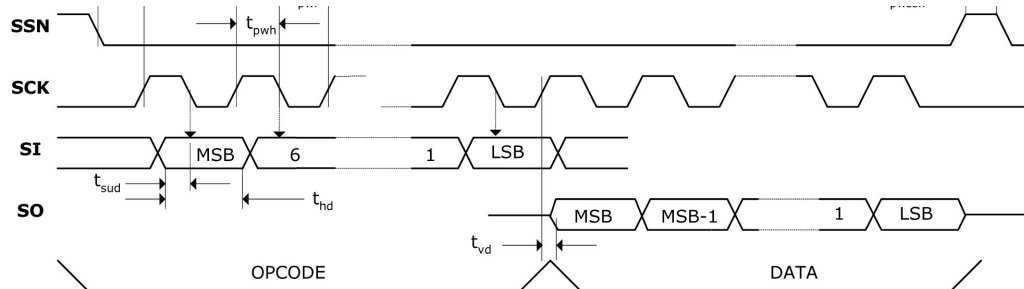 SSN
t_pwh
SCK
SI MSB 6 1 LSB
t_sud
t_hd
SO MSB MSB-1 1 LSB
t_vd
OPCODE DATA